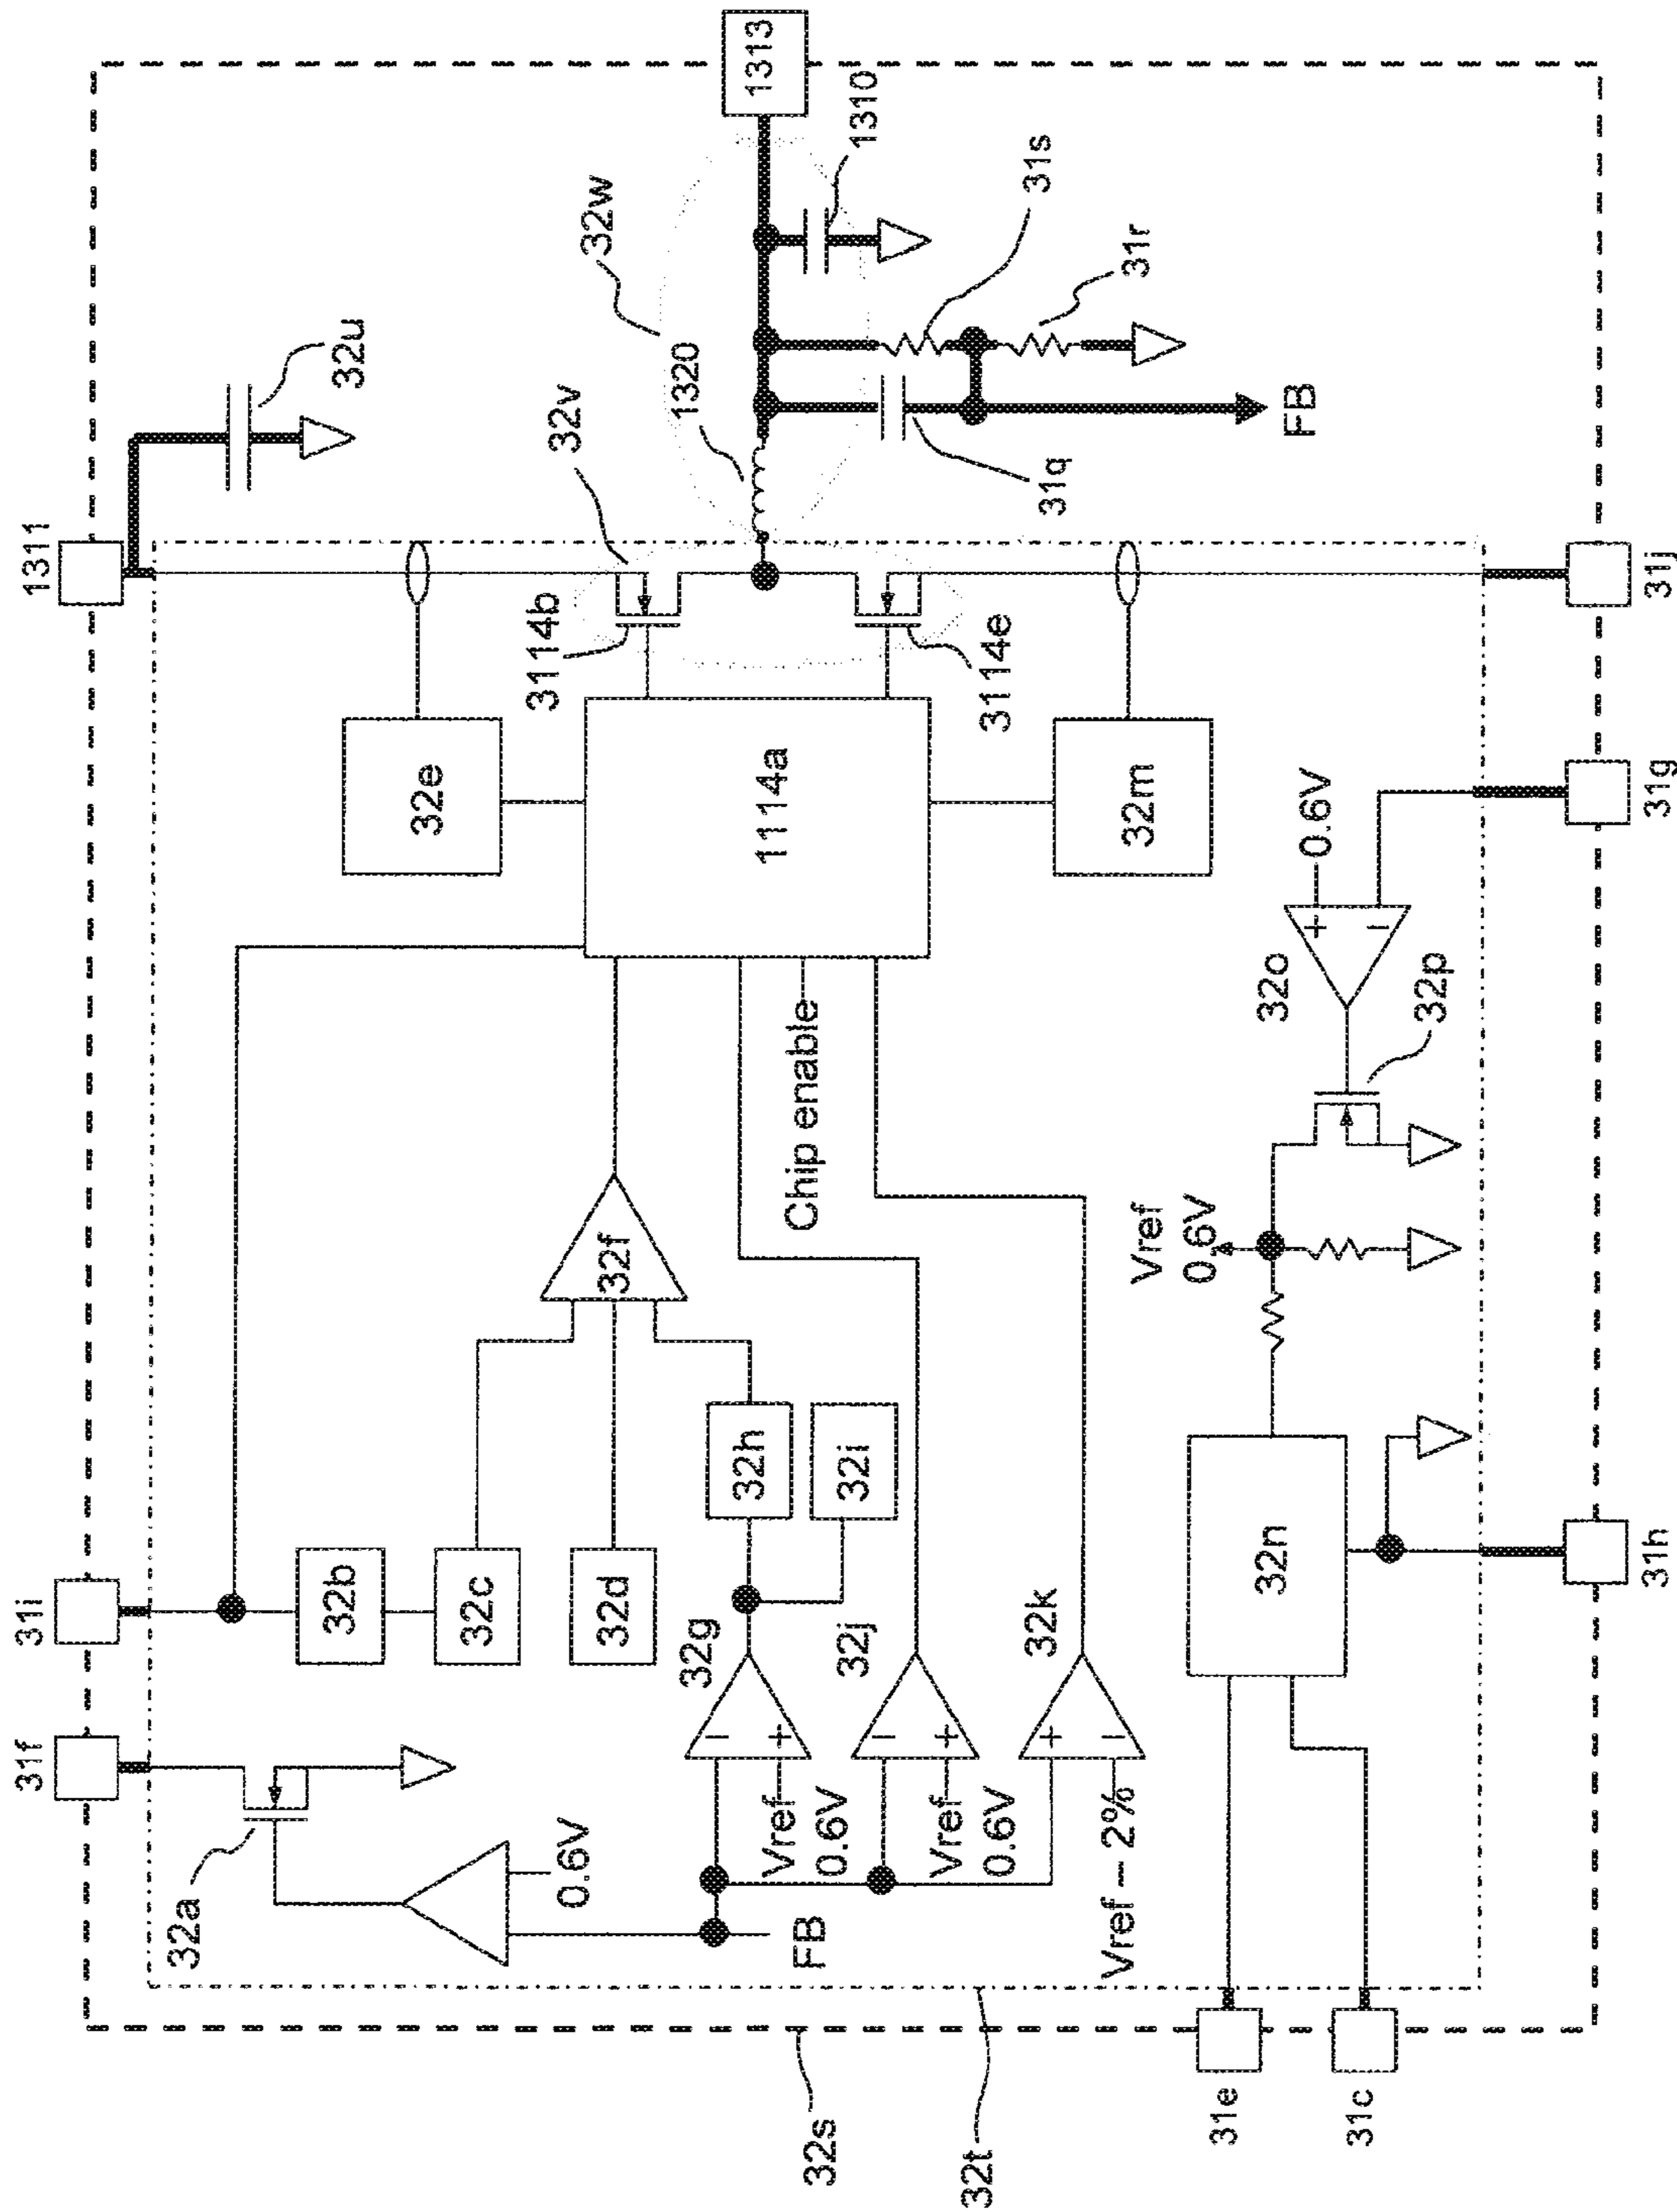 31f
31i
1311
32u
32a
32b
32c
32d
32e
3114b
32v
32w
1320
1313
0.6V
32f
1310
32g
32h
1114a
FB
Vref
0.6V
32i
Chip enable
31s
32j
3114e
31q
31r
Vref
0.6V
32k
32m
FB
Vref – 2%
32s
32t
31e
31c
32n
Vref
0.6V
32o
+0.6V
32p
31h
31g
31j
+
–
–
+
–
+
+
–